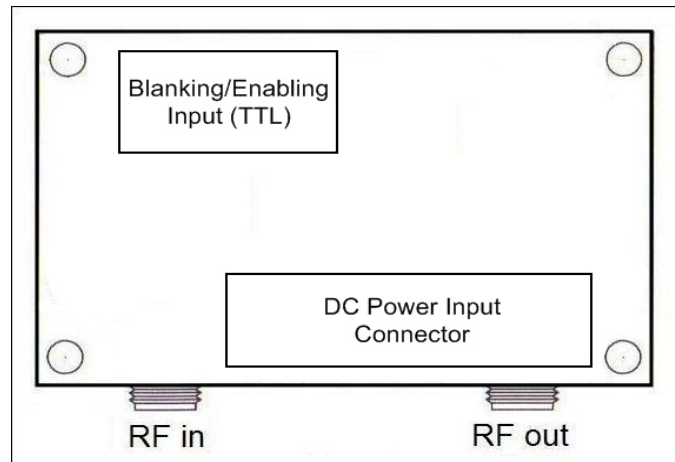 Blanking/Enabling
Input (TTL)
DC Power Input
Connector
RF in
RF out